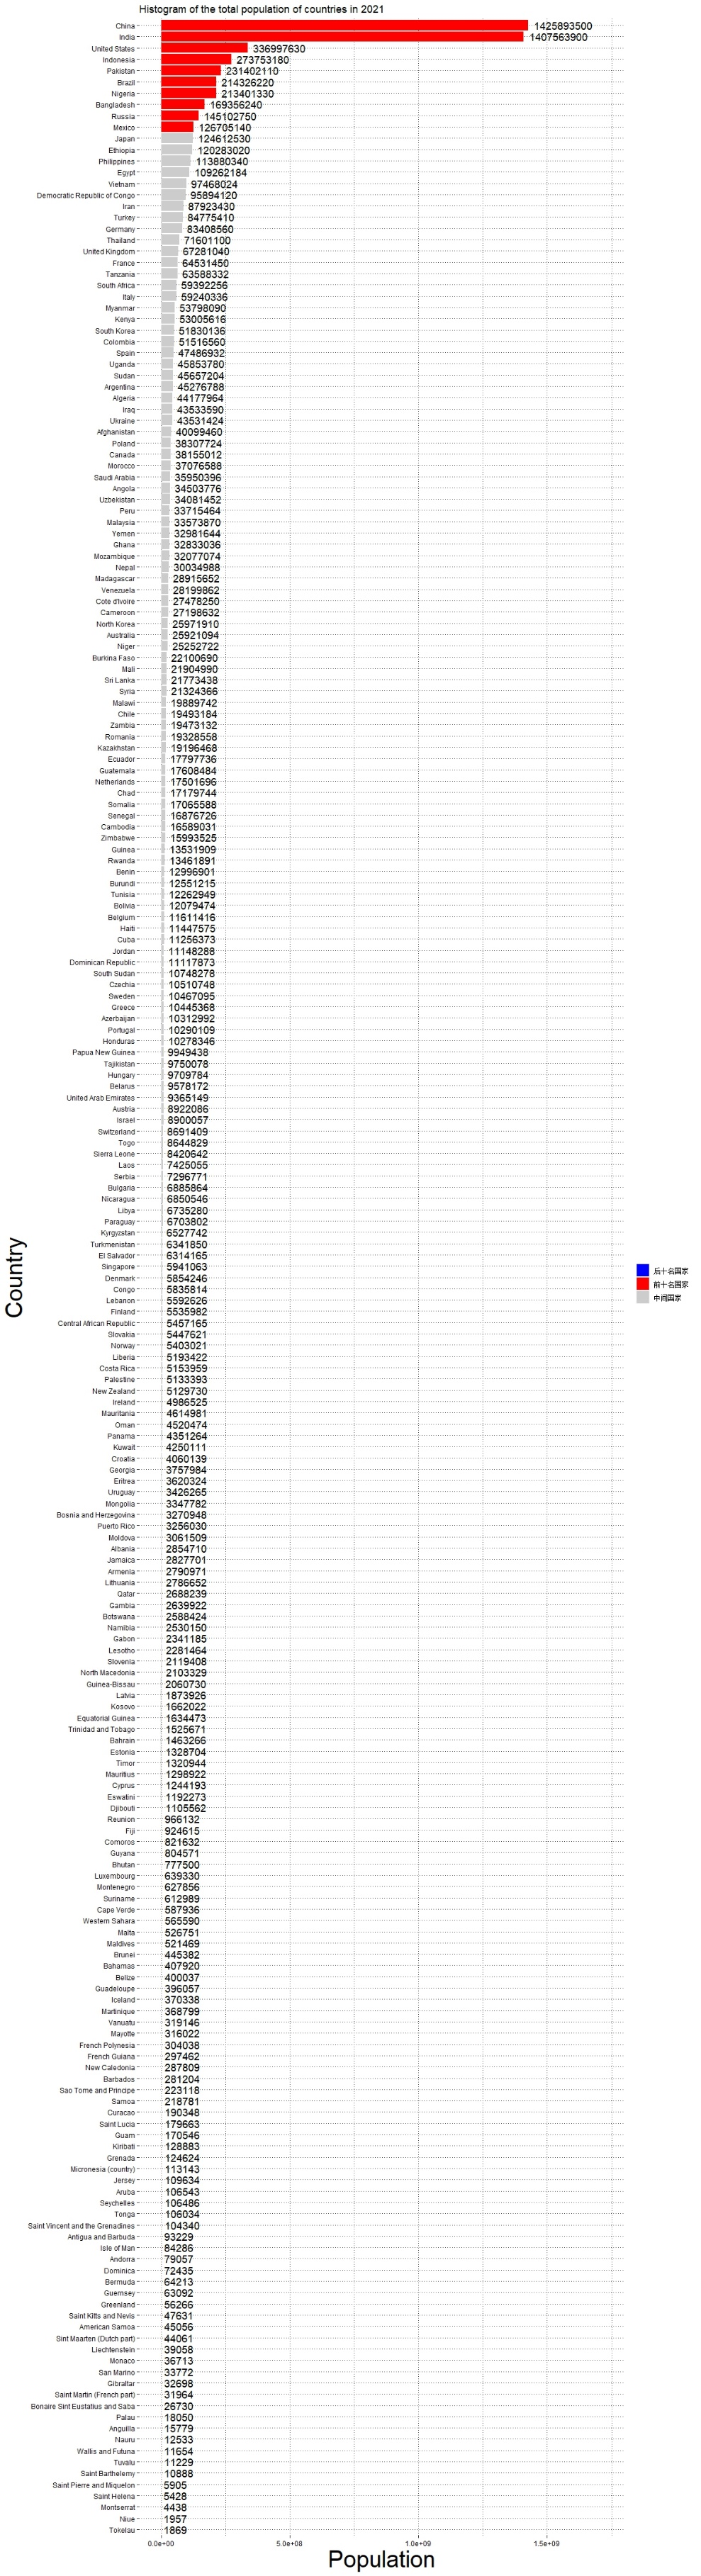 Histogram of the total population of countries in 2021
China 1425893500
India 1407563900
United States 336997630
Indonesia 273753180
Pakistan 231402110
Brazil 214326220
Nigeria 213401330
Bangladesh 169356240
Russia 145102750
Mexico 126705140
Japan 124612530
Ethiopia 120283020
Philippines 113880340
Egypt 109262184
Vietnam 97468024
Democratic Republic of Congo 95894120
Iran 87923430
Turkey 84775410
Germany 83408560
Thailand 71601100
United Kingdom 67281040
France 64531450
Tanzania 63588332
South Africa 59392256
Italy 59240336
Myanmar 53798090
Kenya 53005616
South Korea 51830136
Colombia 51516560
Spain 47486932
Uganda 45853780
Sudan 45657204
Argentina 45276788
Algeria 44177964
Iraq 43533590
Ukraine 43531424
Afghanistan 40099460
Poland 38307724
Canada 38155012
Morocco 37076588
Saudi Arabia 35950396
Angola 34503776
Uzbekistan 34081452
Peru 33715464
Malaysia 33573870
Yemen 32981644
Ghana 32833036
Mozambique 32077074
Nepal 30034988
Madagascar 28915652
Venezuela 28199862
Cote d'Ivoire 27478250
Cameroon 27198632
North Korea 25971910
Australia 25921094
Niger 25252722
Burkina Faso 22100690
Mali 21904990
Sri Lanka 21773438
Syria 21324366
Malawi 19889742
Chile 19493184
Zambia 19473132
Romania 19328558
Kazakhstan 19196468
Ecuador 17797736
Guatemala 17608484
Netherlands 17501696
Chad 17179744
Somalia 17065588
Senegal 16876726
Cambodia 16589031
Zimbabwe 15993525
Guinea 13531909
Rwanda 13461891
Benin 12996901
Burundi 12551215
Tunisia 12262949
Bolivia 12079474
Belgium 11611416
Haiti 11447575
Cuba 11256373
Jordan 11148288
Dominican Republic 11117873
South Sudan 10748278
Czechia 10510748
Sweden 10467095
Greece 10445368
Azerbaijan 10312992
Portugal 10290109
Honduras 10278346
Papua New Guinea 9949438
Tajikistan 9750078
Hungary 9709784
Belarus 9578172
United Arab Emirates 9365149
Austria 8922086
Israel 8900057
Switzerland 8691409
Togo 8644829
Sierra Leone 8420642
Laos 7425055
Serbia 7296771
Bulgaria 6885864
Nicaragua 6850546
Libya 6735280
Paraguay 6703802
Kyrgyzstan 6527742
Turkmenistan 6341850
El Salvador 6314165
Singapore 5941063
Denmark 5854246
Congo 5835814
Lebanon 5592626
Finland 5535982
Central African Republic 5457165
Slovakia 5447621
Norway 5403021
Liberia 5193422
Costa Rica 5153959
Palestine 5133393
New Zealand 5129730
Ireland 4986525
Mauritania 4614981
Oman 4520474
Panama 4351264
Kuwait 4250111
Croatia 4060139
Georgia 3757984
Eritrea 3620324
Uruguay 3426265
Mongolia 3347782
Bosnia and Herzegovina 3270948
Puerto Rico 3256030
Moldova 3061509
Albania 2854710
Jamaica 2827701
Armenia 2790971
Lithuania 2786652
Qatar 2688239
Gambia 2639922
Botswana 2588424
Namibia 2530150
Gabon 2341185
Lesotho 2281464
Slovenia 2119408
North Macedonia 2103329
Guinea-Bissau 2060730
Latvia 1873926
Kosovo 1662022
Equatorial Guinea 1634473
Trinidad and Tobago 1525671
Bahrain 1463266
Estonia 1328704
Timor 1320944
Mauritius 1298922
Cyprus 1244193
Eswatini 1192273
Djibouti 1105562
Reunion 966132
Fiji 924615
Comoros 821632
Guyana 804571
Bhutan 777500
Luxembourg 639330
Montenegro 627856
Suriname 612989
Cape Verde 587936
Western Sahara 565590
Malta 526751
Maldives 521469
Brunei 445382
Bahamas 407920
Belize 400037
Guadeloupe 396057
Iceland 370338
Martinique 368799
Vanuatu 319146
Mayotte 316022
French Polynesia 304038
French Guiana 297462
New Caledonia 287809
Barbados 281204
Sao Tome and Principe 223118
Samoa 218781
Curacao 190348
Saint Lucia 179663
Guam 170546
Kiribati 128883
Grenada 124624
Micronesia (country) 113143
Jersey 109634
Aruba 106543
Seychelles 106486
Tonga 106034
Saint Vincent and the Grenadines 104340
Antigua and Barbuda 93229
Isle of Man 84286
Andorra 79057
Dominica 72435
Bermuda 64213
Guernsey 63092
Greenland 56266
Saint Kitts and Nevis 47631
American Samoa 45056
Sint Maarten (Dutch part) 44061
Liechtenstein 39058
Monaco 36713
San Marino 33772
Gibraltar 32698
Saint Martin (French part) 31964
Bonaire Sint Eustatius and Saba 26730
Palau 18050
Anguilla 15779
Nauru 12533
Wallis and Futuna 11654
Tuvalu 11229
Saint Barthelemy 10888
Saint Pierre and Miquelon 5905
Saint Helena 5428
Montserrat 4438
Niue 1957
Tokelau 1869
0.0e+00 5.0e+08 1.0e+09 1.5e+09
Population
Country
后十名国家
前十名国家
中间国家